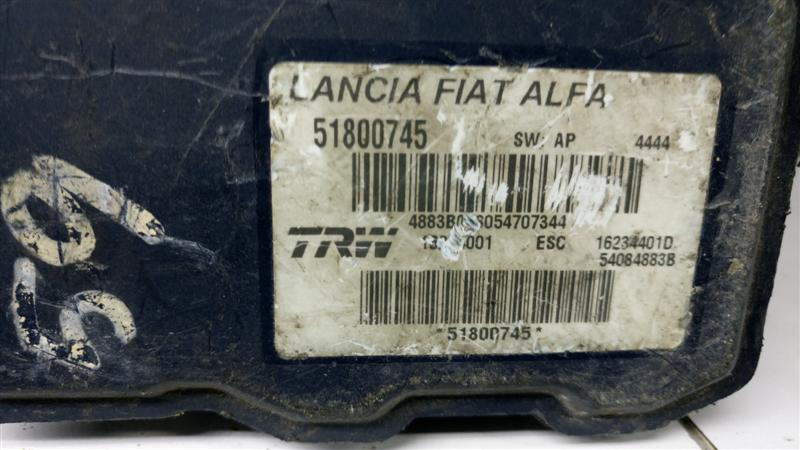 LANCIA FIAT ALFA
51800745 SW: AP 4444
TRW ESC 16234401D
54084883B
*51800745*